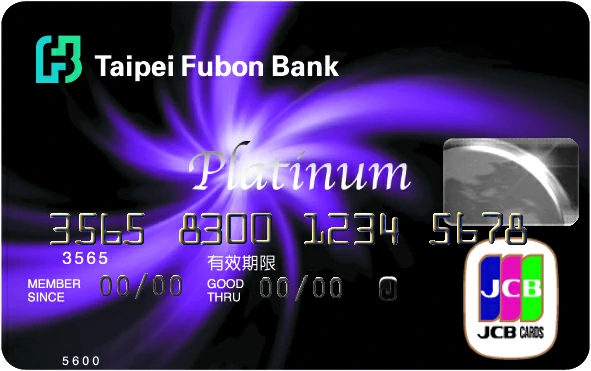 Taipei Fubon Bank
Platinum
3565 8300 1234 5678
3565
有效期限
MEMBER SINCE 00/00 GOOD THRU 00/00 J
JCB
JCB CARDS
5600